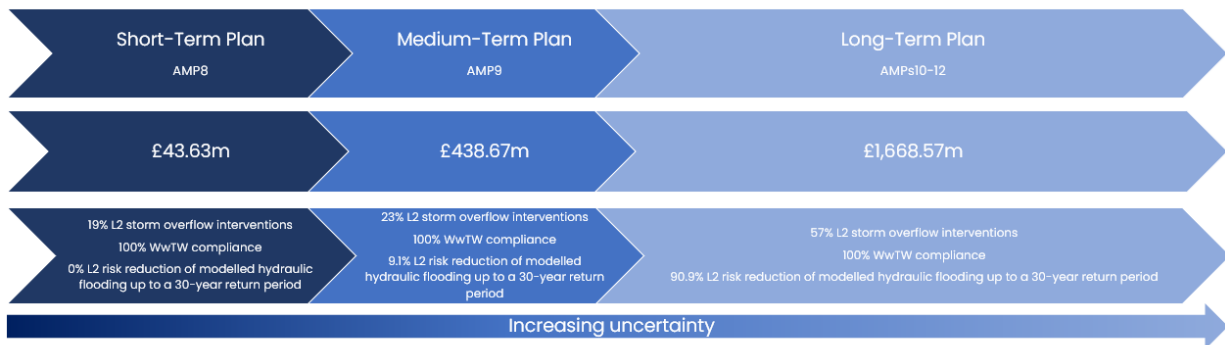 Short-Term Plan
AMP8
Medium-Term Plan
AMP9
Long-Term Plan
AMPs10-12
£43.63m
£438.67m
£1,668.57m
19% L2 storm overflow interventions
100% WwTW compliance
0% L2 risk reduction of modelled hydraulic
flooding up to a 30-year return period
23% L2 storm overflow interventions
100% WwTW compliance
9.1% L2 risk reduction of modelled
hydraulic flooding up to a 30-year return
period
57% L2 storm overflow interventions
100% WwTW compliance
90.9% L2 risk reduction of modelled hydraulic flooding up to a 30-year return period
Increasing uncertainty